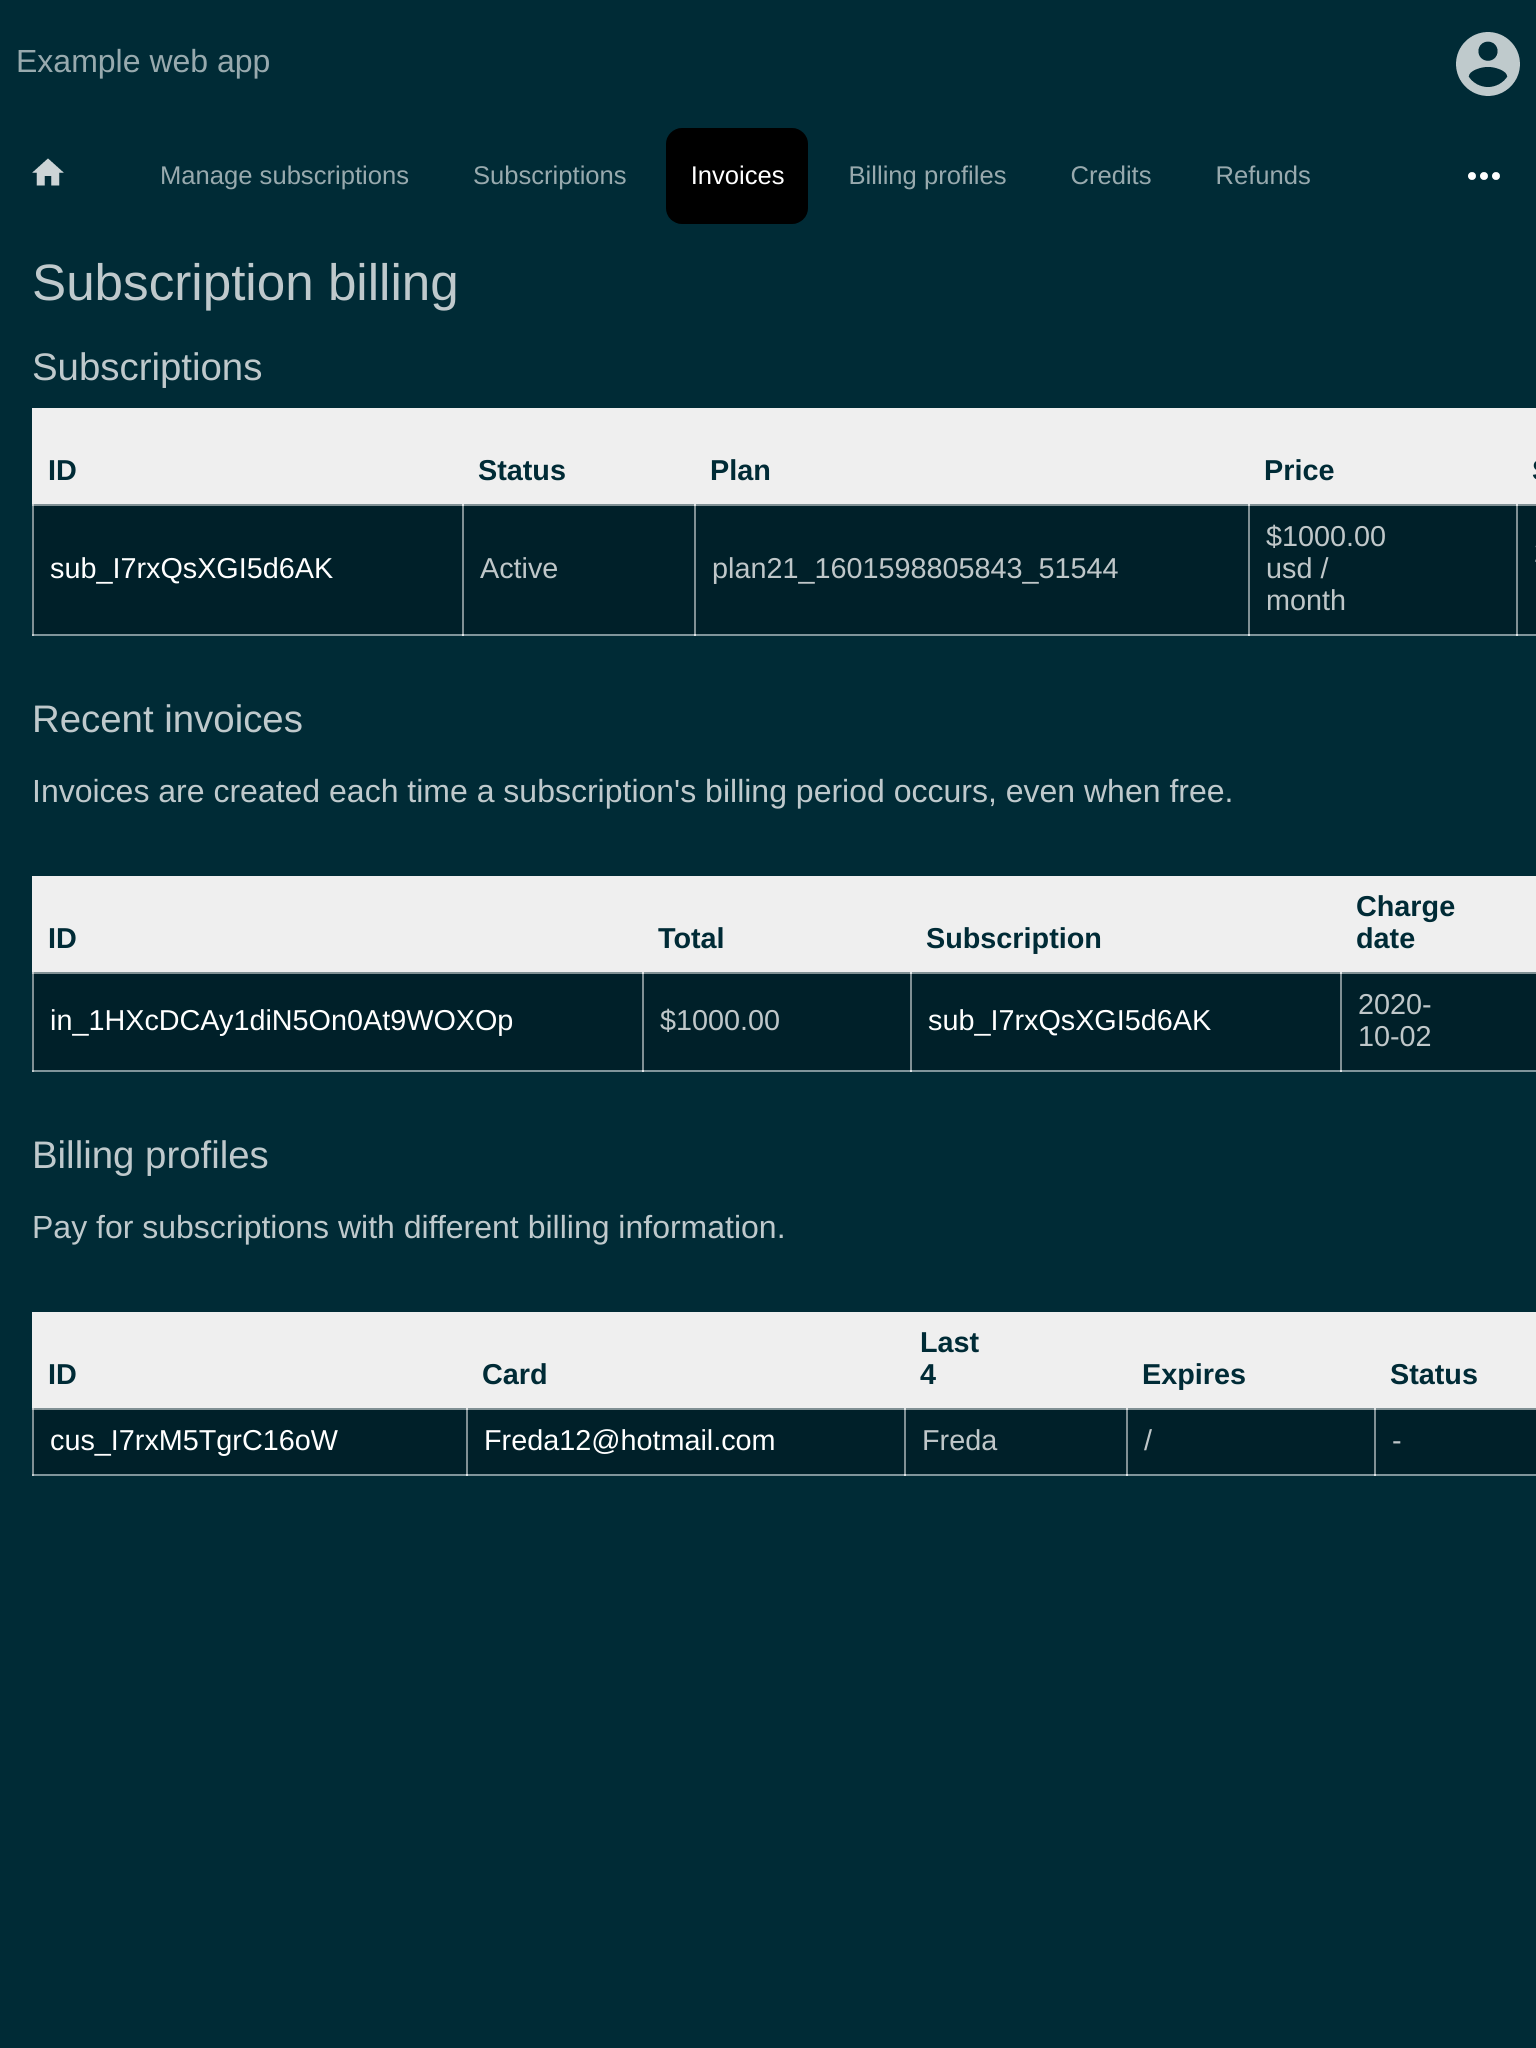 Example web app
Manage subscriptions Subscriptions Invoices Billing profiles Credits Refunds
Subscription billing
Subscriptions
ID Status Plan Price
sub_I7rxQsXGI5d6AK Active plan21_1601598805843_51544 $1000.00
usd /
month
Recent invoices
Invoices are created each time a subscription's billing period occurs, even when free.
ID Total Subscription Charge
date
in_1HXcDCAy1diN5On0At9WOXOp $1000.00 sub_I7rxQsXGI5d6AK 2020-
10-02
Billing profiles
Pay for subscriptions with different billing information.
ID Card Last
4 Expires Status
cus_I7rxM5TgrC16oW Freda12@hotmail.com Freda / -